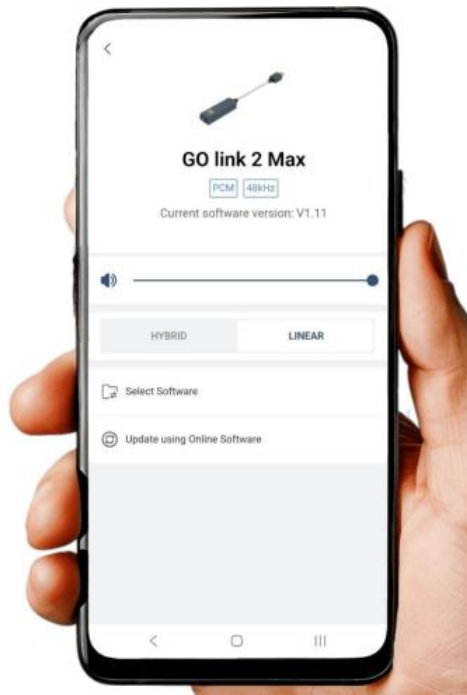 GO link 2 Max
PCM 48kHz
Current software version: V1.11
HYBRID LINEAR
Select Software
Update using Online Software